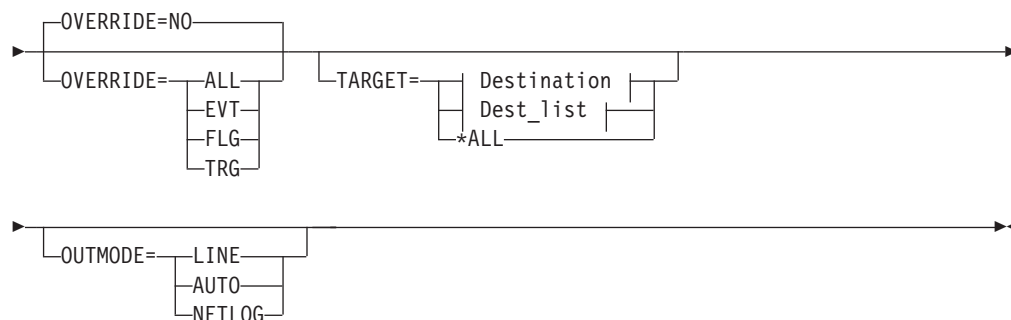 OVERRIDE=NO
OVERRIDE= ALL
EVT
FLG
TRG
TARGET= Destination
Dest_list
*ALL
OUTMODE= LINE
AUTO
NETLOG